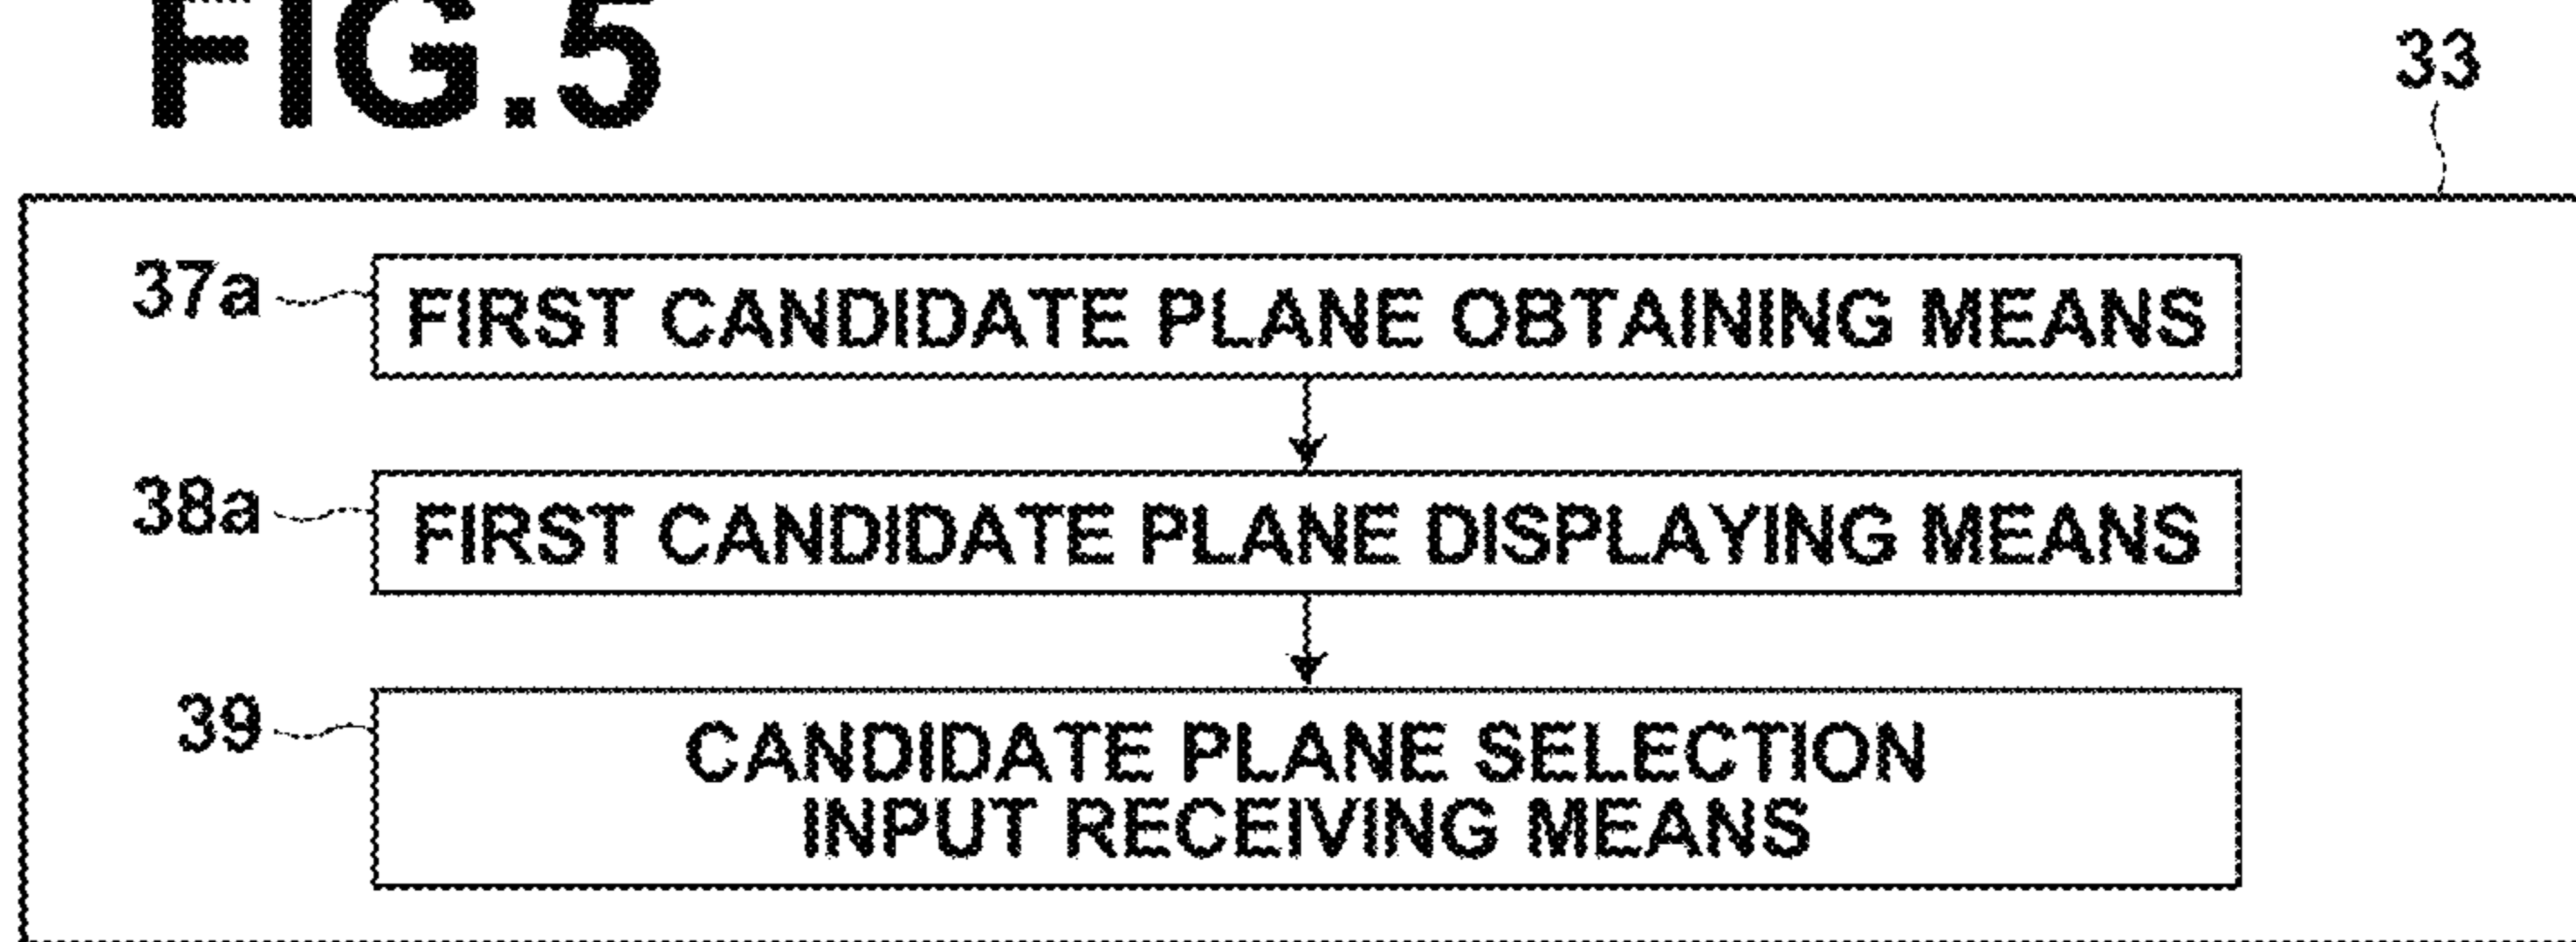 FIG.5
33
37a
FIRST CANDIDATE PLANE OBTAINING MEANS
38a
FIRST CANDIDATE PLANE DISPLAYING MEANS
39
CANDIDATE PLANE SELECTION
INPUT RECEIVING MEANS